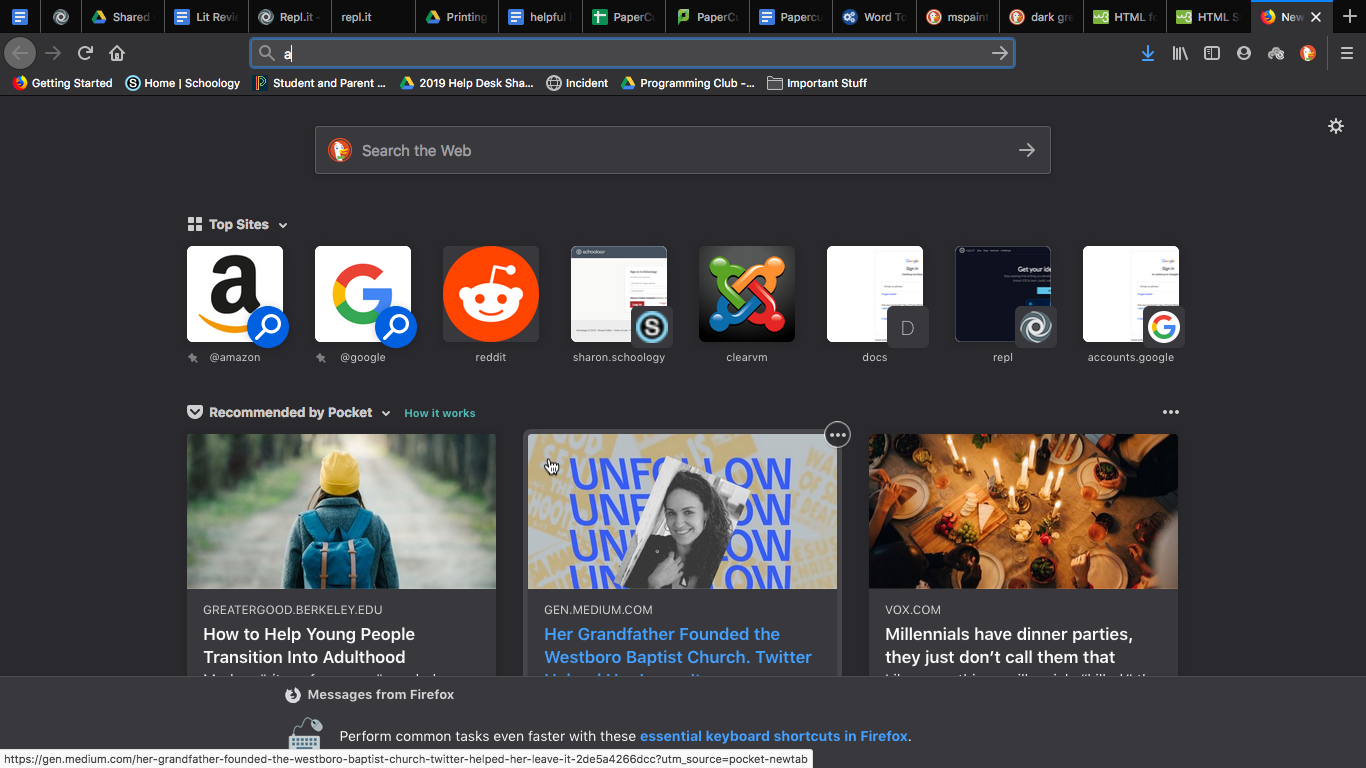 Shared
Lit Revi
Repl.it -
repl.it
Printing
helpful
PaperCu
PaperCu
Papercu
Word To
mspaint
dark gre
HTML fo
HTML S
New
a
Getting Started
Home | Schoology
Student and Parent ...
2019 Help Desk Sha...
Incident
Programming Club -...
Important Stuff
Search the Web
Top Sites
@amazon
@google
reddit
sharon.schoology
clearvm
docs
repl
accounts.google
D
Recommended by Pocket
How it works
UNFOLLOW
GREATERGOOD.BERKELEY.EDU
How to Help Young People
Transition Into Adulthood
GEN.MEDIUM.COM
Her Grandfather Founded the
Westboro Baptist Church. Twitter
VOX.COM
Millennials have dinner parties,
they just don't call them that
Messages from Firefox
Perform common tasks even faster with these essential keyboard shortcuts in Firefox.
https://gen.medium.com/her-grandfather-founded-the-westboro-baptist-church-twitter-helped-her-leave-it-2de5a4266dcc?utm_source=pocket-newtab